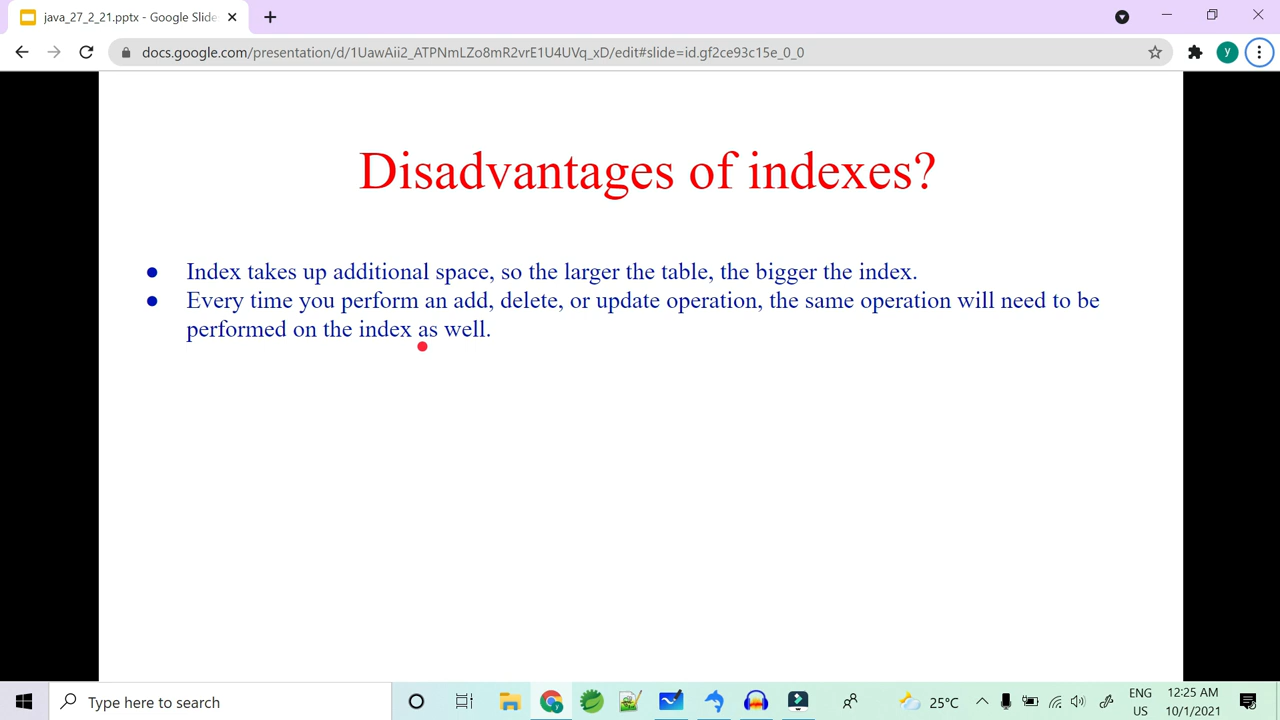 java_27_2_21.pptx - Google Slide
docs.google.com/presentation/d/1UawAii2_ATPNmLZo8mR2vrE1U4UVq_xD/edit#slide=id.gf2ce93c15e_0_0
y
Disadvantages of indexes?
● Index takes up additional space, so the larger the table, the bigger the index.
● Every time you perform an add, delete, or update operation, the same operation will need to be
performed on the index as well.
Type here to search
25°C
ENG
US
12:25 AM
10/1/2021